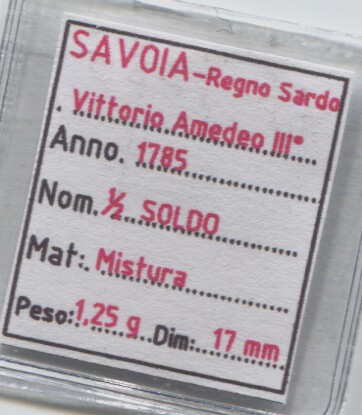 SAVOIA-Regno Sardo
. Vittorio Amedeo III°
Anno. 1785
Nom. ½ SOLDO
Mat:. Mistura
Peso: 1,25 g. Dim: 17 mm